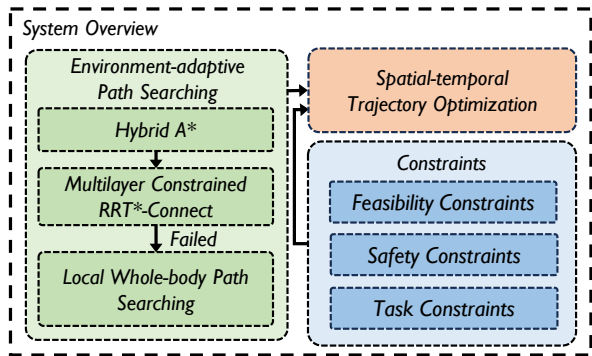 System Overview
Environment-adaptive
Path Searching
Hybrid A*
Multilayer Constrained
RRT*-Connect
Failed
Local Whole-body Path
Searching
Spatial-temporal
Trajectory Optimization
Constraints
Feasibility Constraints
Safety Constraints
Task Constraints